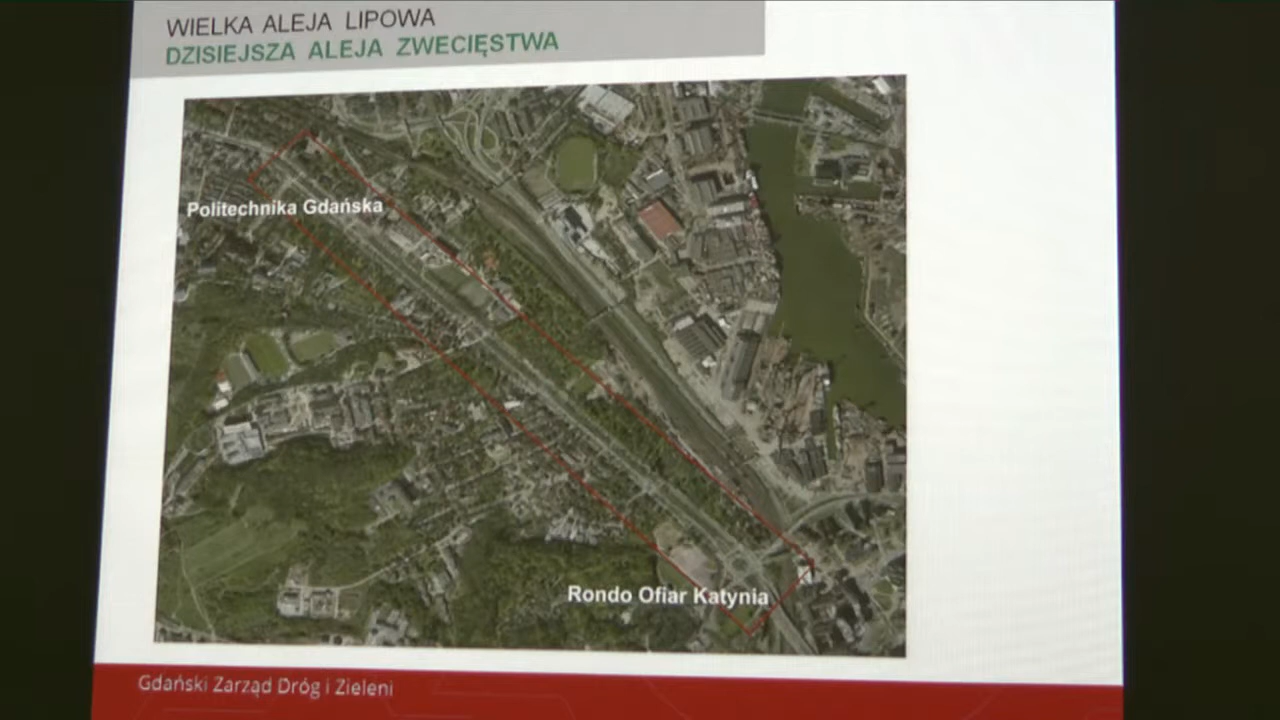 WIELKA ALEJA LIPOWA
DZISIEJSZA ALEJA ZWECIĘSTWA
Politechnika Gdańska
Rondo Ofiar Katynia
Gdański Zarząd Dróg i Zieleni